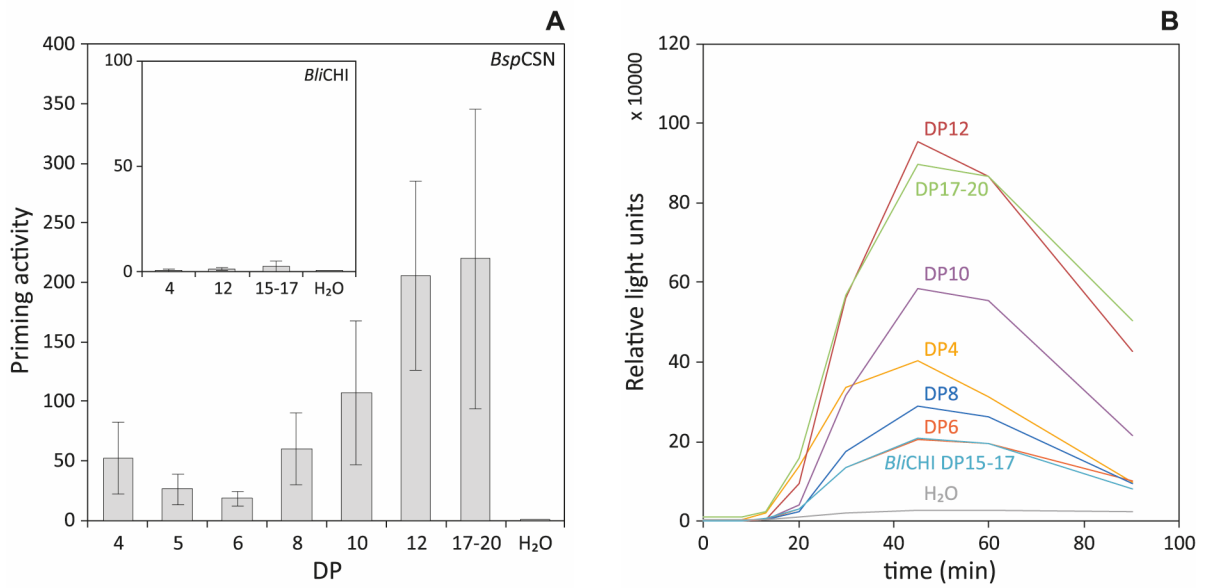 A
BspCSN
Priming activity
400
350
300
250
200
150
100
50
0
BliCHI
100
50
0
4 12 15-17 H₂O
4 5 6 8 10 12 17-20 H₂O
DP
B
x 10000
Relative light units
120
100
80
60
40
20
0
DP12
DP17-20
DP10
DP4
DP8
DP6
BliCHI DP15-17
H₂O
0 20 40 60 80 100
time (min)